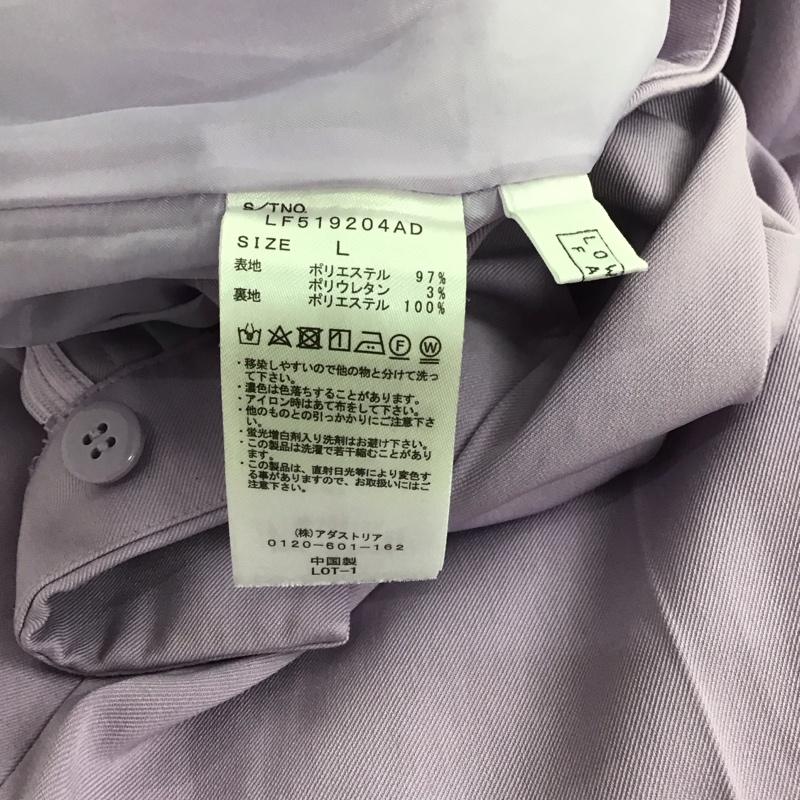 S/TNO.
LF519204AD
SIZE L
表地 ポリエステル 97%
ポリウレタン 3%
裏地 ポリエステル 100%
・移染しやすいので他の物と分けて洗っ
て下さい。
・濃色は色落ちすることがあります。
・アイロン時はあて布をして下さい。
・他のものとの引っかかりにご注意下さ
い。
・蛍光増白剤入り洗剤はお避け下さい。
・この製品は洗濯で若干縮むことがあり
ます。
・この製品は、直射日光等により変色す
る事がありますので、お取扱いにはご
注意下さい。
(株)アダストリア
0120-601-162
中国製
LOT-1
F
W
LOW
FA